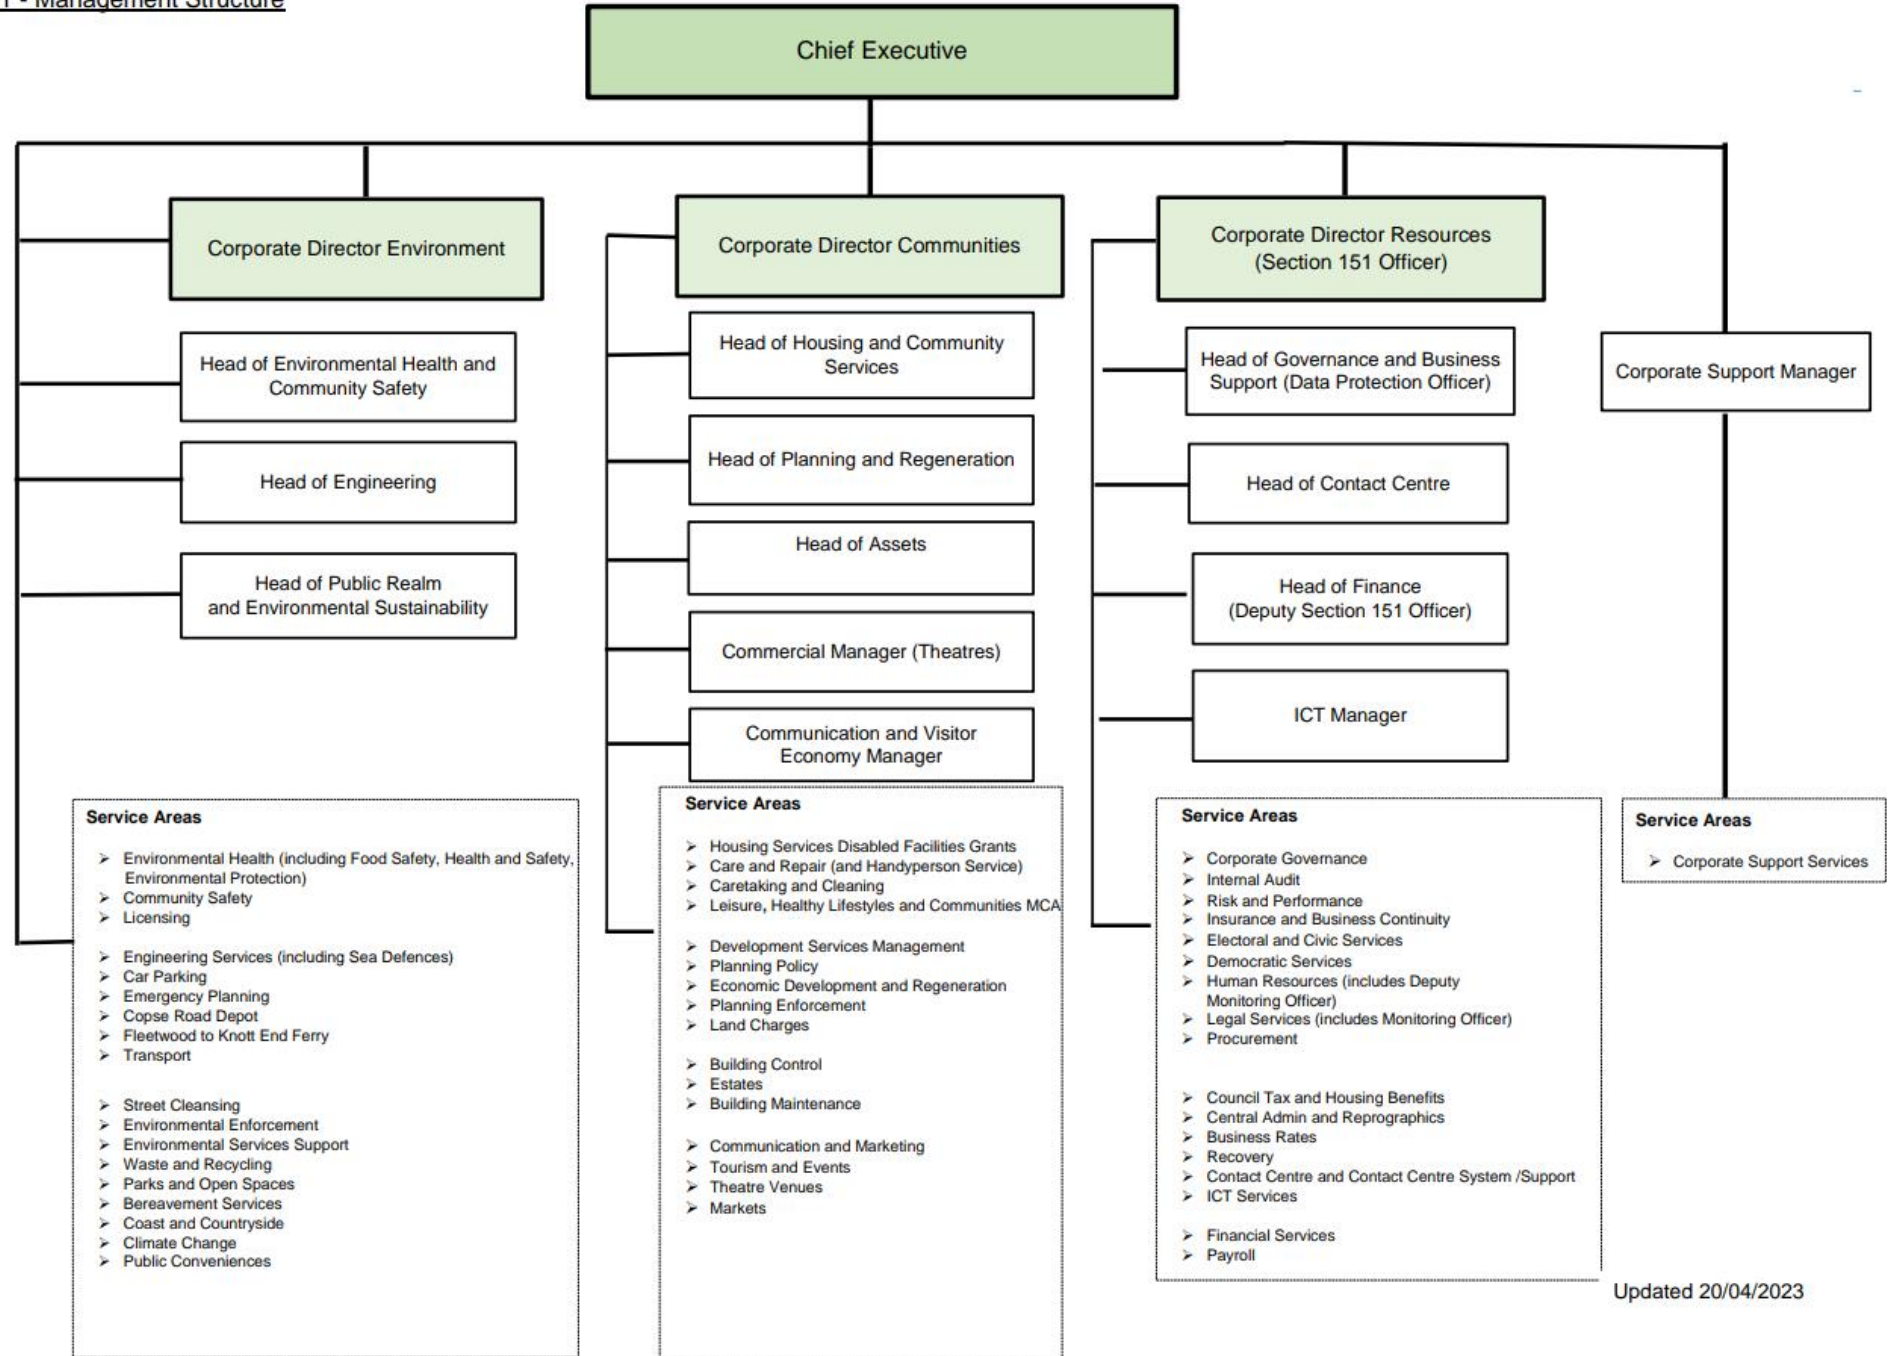 - Management Structure
Chief Executive
Corporate Director Environment
Head of Environmental Health and
Community Safety
Head of Engineering
Head of Public Realm
and Environmental Sustainability
Service Areas
➢ Environmental Health (including Food Safety, Health and Safety,
Environmental Protection)
➢ Community Safety
➢ Licensing
➢ Engineering Services (including Sea Defences)
➢ Car Parking
➢ Emergency Planning
➢ Copse Road Depot
➢ Fleetwood to Knott End Ferry
➢ Transport
➢ Street Cleansing
➢ Environmental Enforcement
➢ Environmental Services Support
➢ Waste and Recycling
➢ Parks and Open Spaces
➢ Bereavement Services
➢ Coast and Countryside
➢ Climate Change
➢ Public Conveniences
Corporate Director Communities
Head of Housing and Community
Services
Head of Planning and Regeneration
Head of Assets
Commercial Manager (Theatres)
Communication and Visitor
Economy Manager
Service Areas
➢ Housing Services Disabled Facilities Grants
➢ Care and Repair (and Handyperson Service)
➢ Caretaking and Cleaning
➢ Leisure, Healthy Lifestyles and Communities MCA
➢ Development Services Management
➢ Planning Policy
➢ Economic Development and Regeneration
➢ Planning Enforcement
➢ Land Charges
➢ Building Control
➢ Estates
➢ Building Maintenance
➢ Communication and Marketing
➢ Tourism and Events
➢ Theatre Venues
➢ Markets
Corporate Director Resources
(Section 151 Officer)
Head of Governance and Business
Support (Data Protection Officer)
Head of Contact Centre
Head of Finance
(Deputy Section 151 Officer)
ICT Manager
Service Areas
➢ Corporate Governance
➢ Internal Audit
➢ Risk and Performance
➢ Insurance and Business Continuity
➢ Electoral and Civic Services
➢ Democratic Services
➢ Human Resources (includes Deputy
Monitoring Officer)
➢ Legal Services (includes Monitoring Officer)
➢ Procurement
➢ Council Tax and Housing Benefits
➢ Central Admin and Reprographics
➢ Business Rates
➢ Recovery
➢ Contact Centre and Contact Centre System /Support
➢ ICT Services
➢ Financial Services
➢ Payroll
Corporate Support Manager
Service Areas
➢ Corporate Support Services
Updated 20/04/2023